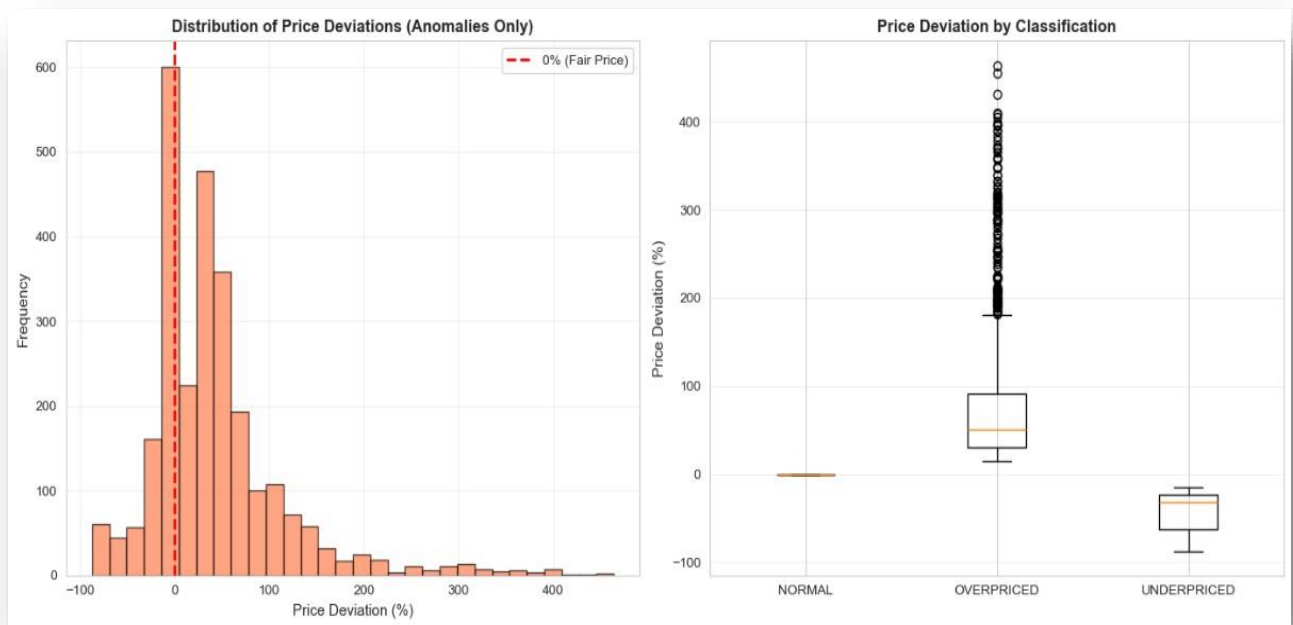 Distribution of Price Deviations (Anomalies Only)
0% (Fair Price)
600
500
400
300
200
100
0
Frequency
−100
0
100
200
300
400
Price Deviation (%)
Price Deviation by Classification
400
300
200
100
0
−100
Price Deviation (%)
NORMAL
OVERPRICED
UNDERPRICED